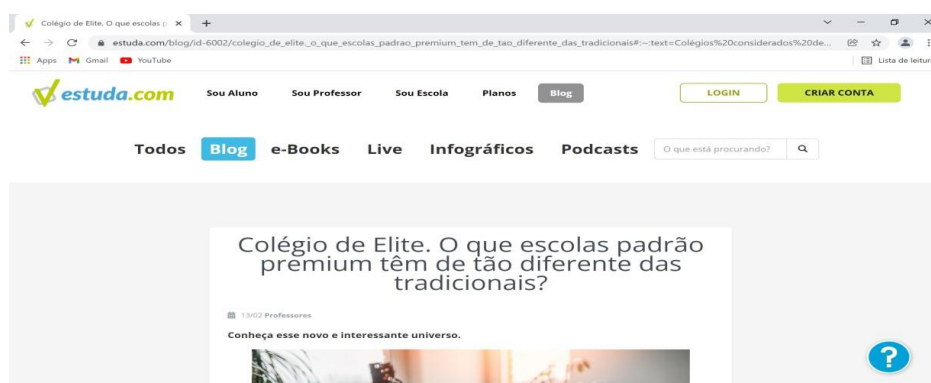 Colégio de Elite. O que escolas p
estuda.com/blog/id-6002/colegio_de_elite._o_que_escolas_padrao_premium_tem_de_tao_diferente_das_tradicionais#:~:text=Colégios%20considerados%20de...
Apps Gmail YouTube Lista de leitur
estuda.com Sou Aluno Sou Professor Sou Escola Planos Blog LOGIN CRIAR CONTA
Todos Blog e-Books Live Infográficos Podcasts O que está procurando?
Colégio de Elite. O que escolas padrão
premium têm de tão diferente das
tradicionais?
13/02 Professores
Conheça esse novo e interessante universo.
?